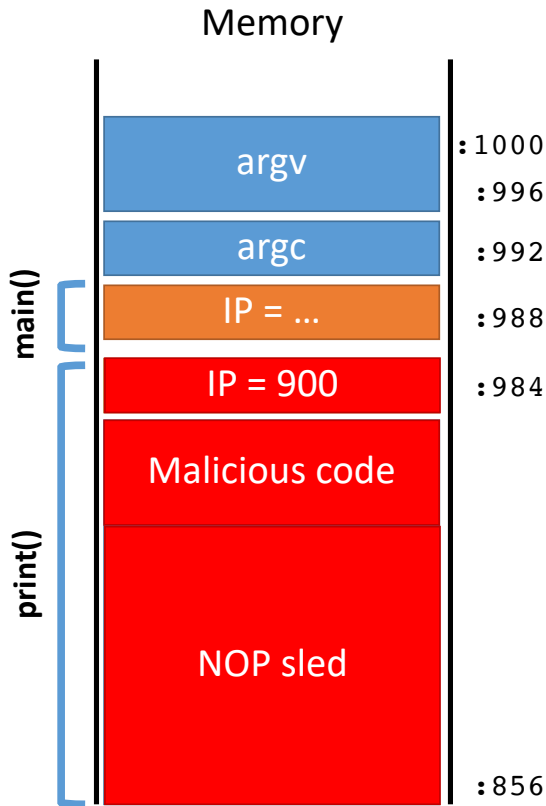 Memory
argv
:1000
:996
argc
:992
main()
IP = …
:988
print()
IP = 900
:984
Malicious code
NOP sled
:856